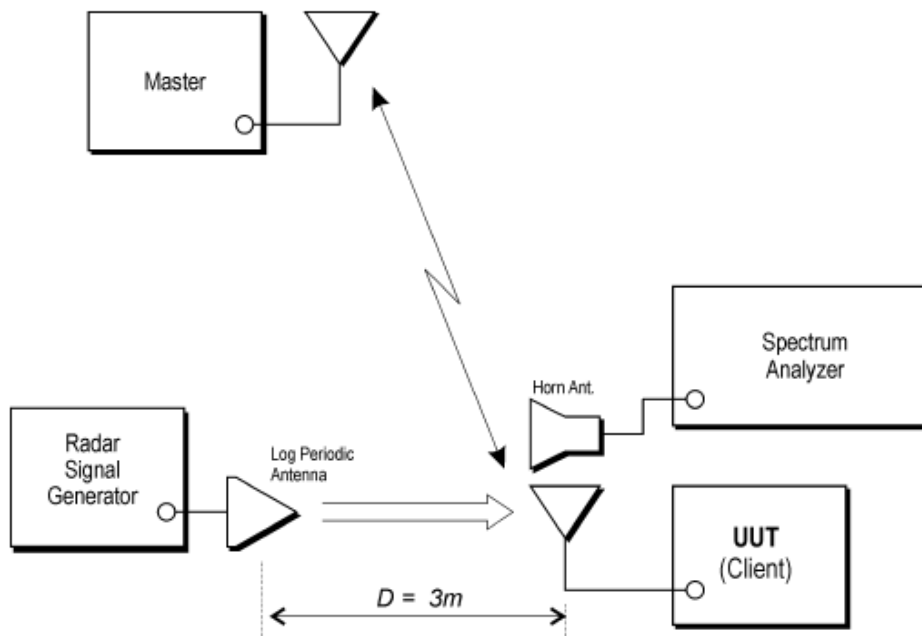 Master
Spectrum
Analyzer
Horn Ant.
Radar
Signal
Generator
Log Periodic
Antenna
UUT
(Client)
D = 3m